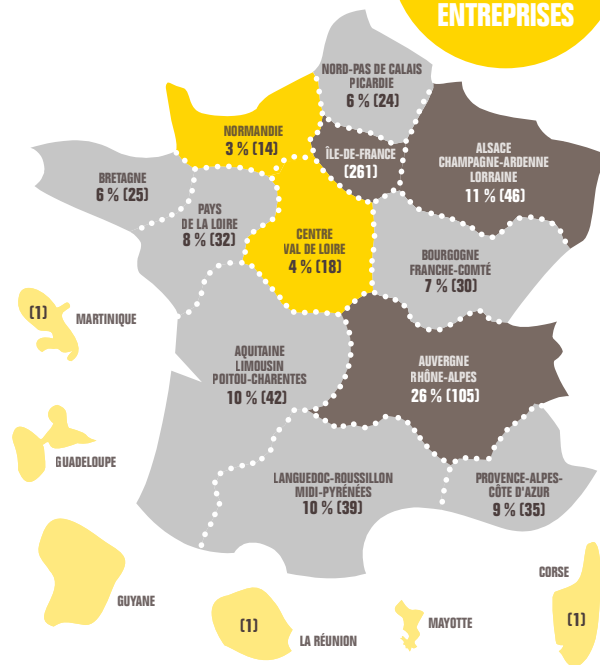 ENTREPRISES
NORD-PAS DE CALAIS
PICARDIE
6 % (24)
NORMANDIE
3 % (14)
ÎLE-DE-FRANCE
(261)
ALSACE
CHAMPAGNE-ARDENNE
LORRAINE
11 % (46)
BRETAGNE
6 % (25)
PAYS
DE LA LOIRE
8 % (32)
CENTRE
VAL DE LOIRE
4 % (18)
BOURGOGNE
FRANCHE-COMTÉ
7 % (30)
(1)
MARTINIQUE
AQUITAINE
LIMOUSIN
POITOU-CHARENTES
10 % (42)
AUVERGNE
RHÔNE-ALPES
26 % (105)
GUADELOUPE
LANGUEDOC-ROUSSILLON
MIDI-PYRÉNÉES
10 % (39)
PROVENCE-ALPES-
CÔTE D'AZUR
9 % (35)
GUYANE
(1)
LA RÉUNION
MAYOTTE
CORSE
(1)